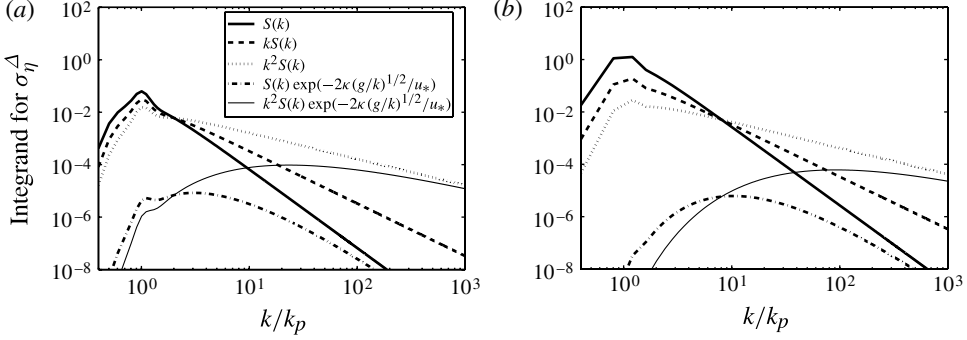 (a)
(b)
Integrand for σ_η^Δ
10^2
10^0
10^−2
10^−4
10^−6
10^−8
S(k)
kS(k)
k^2S(k)
S(k) exp(−2κ(g/k)^1/2/u_*)
k^2S(k) exp(−2κ(g/k)^1/2/u_*)
10^2
10^0
10^−2
10^−4
10^−6
10^−8
10^0 10^1 10^2 10^3
10^0 10^1 10^2 10^3
k/k_p
k/k_p